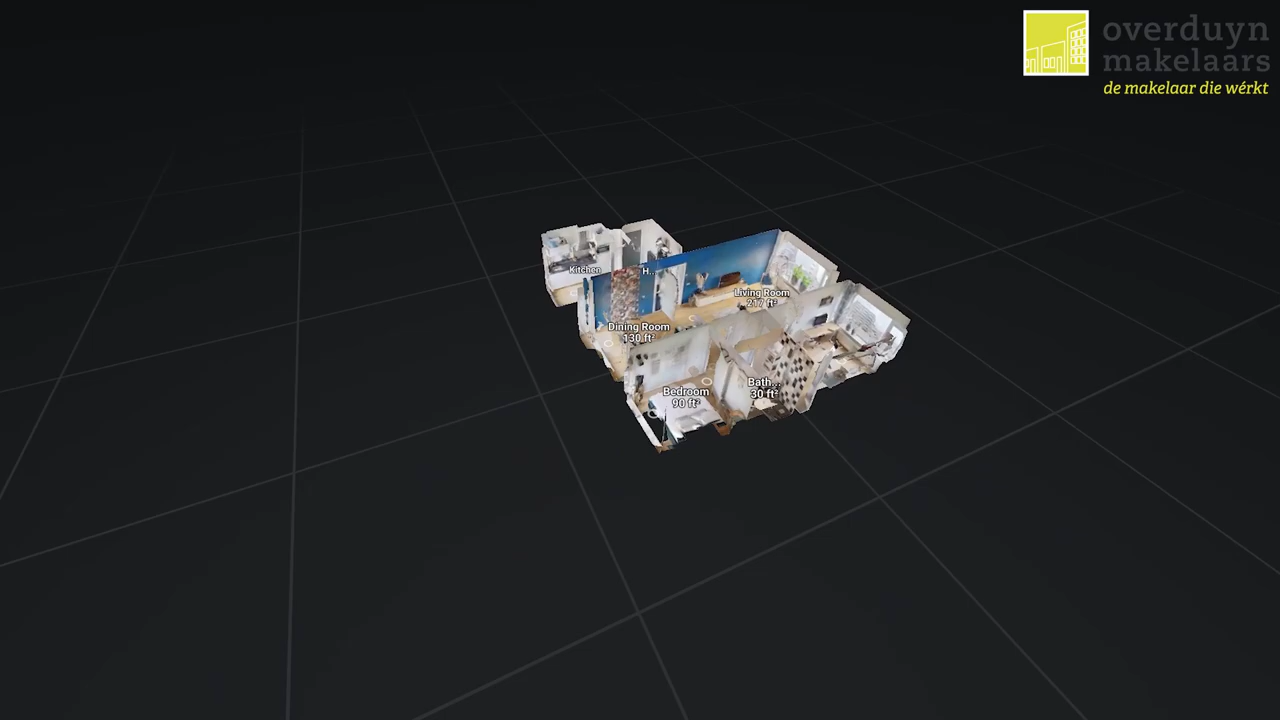 overduyn
makelaars
de makelaar die wérkt
Kitchen
H...
Living Room
217 ft²
Dining Room
130 ft²
Bath...
30 ft²
Bedroom
90 ft²